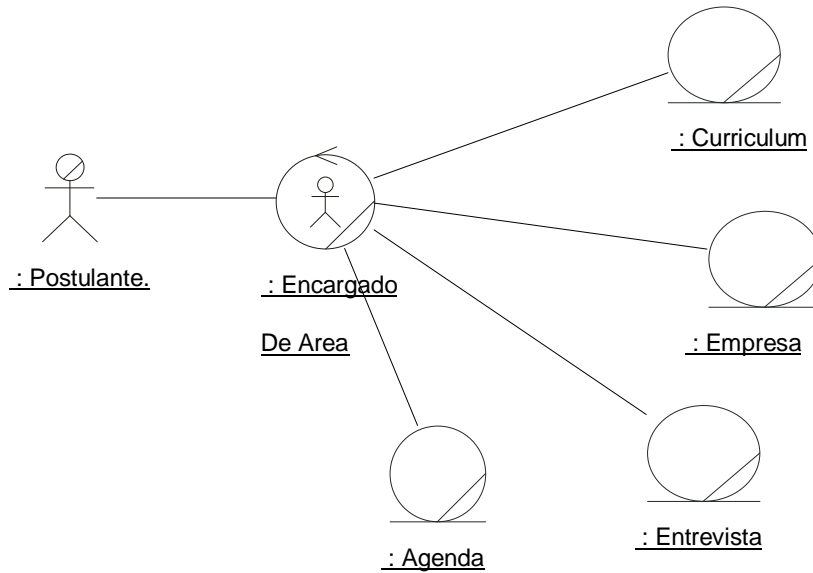 : Curriculum
: Postulante.
: Encargado
De Area
: Empresa
: Entrevista
: Agenda